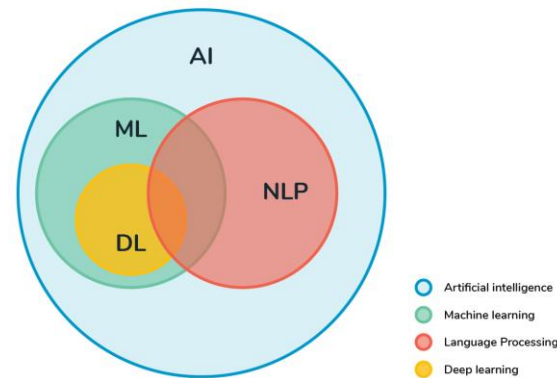 AI
ML
NLP
DL
Artificial intelligence
Machine learning
Language Processing
Deep learning